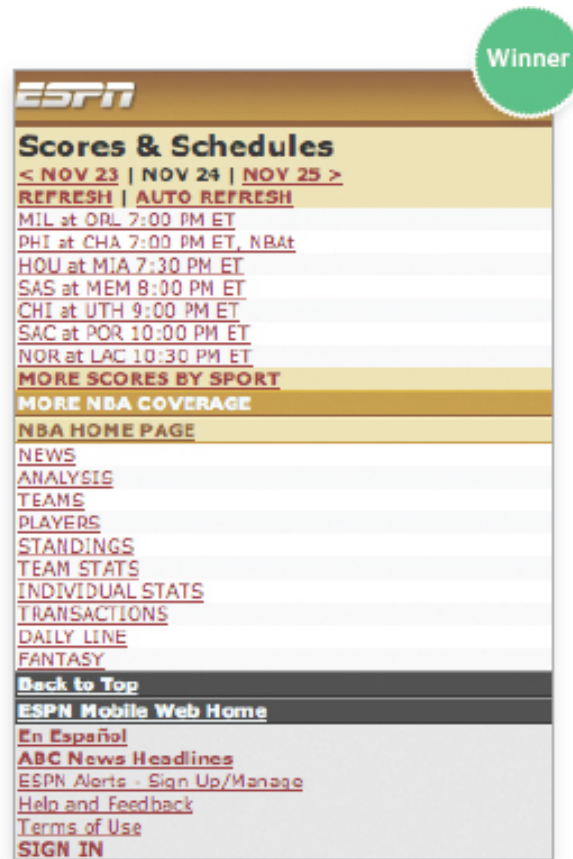 Winner
ESPN
Scores & Schedules
< NOV 23 | NOV 24 | NOV 25 >
REFRESH | AUTO REFRESH
MIL at ORL 7:00 PM ET
PHI at CHA 7:00 PM ET, NBAt
HOU at MIA 7:30 PM ET
SAS at MEM 8:00 PM ET
CHI at UTH 9:00 PM ET
SAC at POR 10:00 PM ET
NOR at LAC 10:30 PM ET
MORE SCORES BY SPORT
MORE NBA COVERAGE
NBA HOME PAGE
NEWS
ANALYSIS
TEAMS
PLAYERS
STANDINGS
TEAM STATS
INDIVIDUAL STATS
TRANSACTIONS
DAILY LINE
FANTASY
Back to Top
ESPN Mobile Web Home
En Español
ABC News Headlines
ESPN Alerts - Sign Up/Manage
Help and Feedback
Terms of Use
SIGN IN